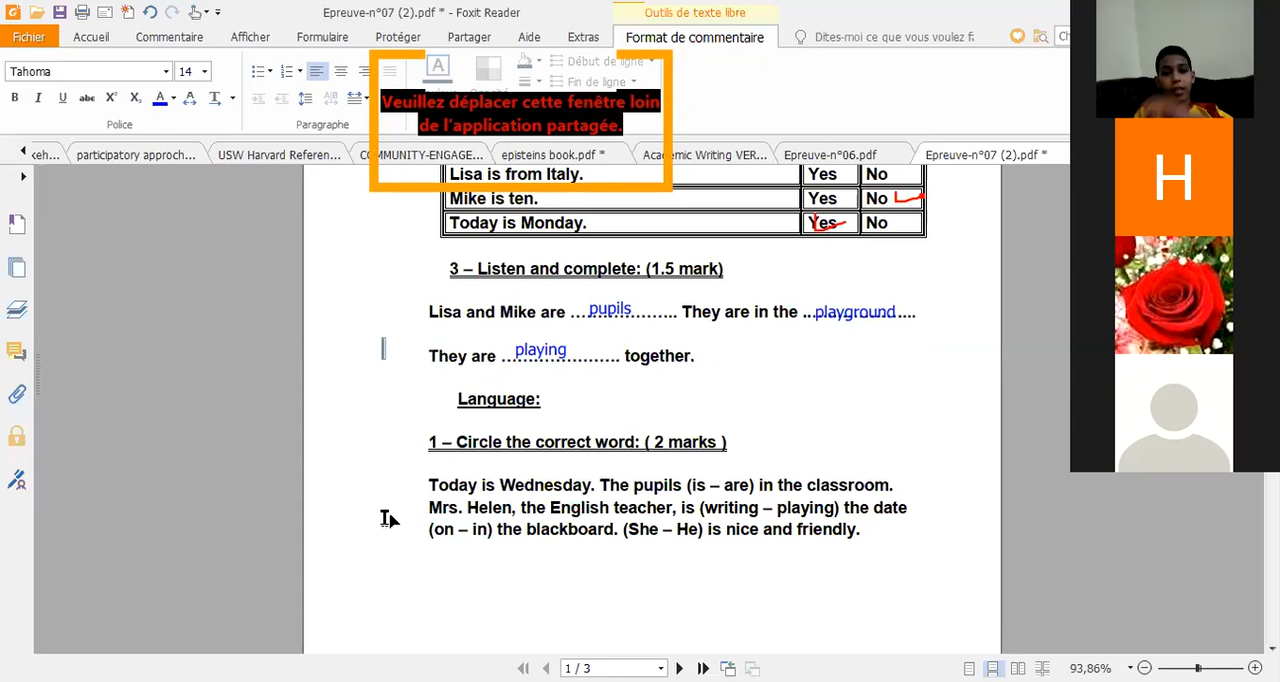 Epreuve-n°07 (2).pdf * - Foxit Reader
Outils de texte libre
Fichier Accueil Commentaire Afficher Formulaire Protéger Partager Aide Extras Format de commentaire Dites-moi ce que vous voulez f:
Tahoma 14 Début de ligne
Fin de ligne
Veuillez déplacer cette fenêtre loin
de l'application partagée.
Police Paragraphe
keh... participatory approch... USW Harvard Referen... COMMUNITY-ENGAGE... episteins book.pdf * Academic Writing VER... Epreuve-n°06.pdf Epreuve-n°07 (2).pdf *
Lisa is from Italy. Yes No
Mike is ten. Yes No
Today is Monday. Yes No
3 – Listen and complete: (1.5 mark)
Lisa and Mike are ...pupils... They are in the ...playground....
They are ...playing... together.
Language:
1 – Circle the correct word: ( 2 marks )
Today is Wednesday. The pupils (is – are) in the classroom.
Mrs. Helen, the English teacher, is (writing – playing) the date
(on – in) the blackboard. (She – He) is nice and friendly.
H
1 / 3 93,86%